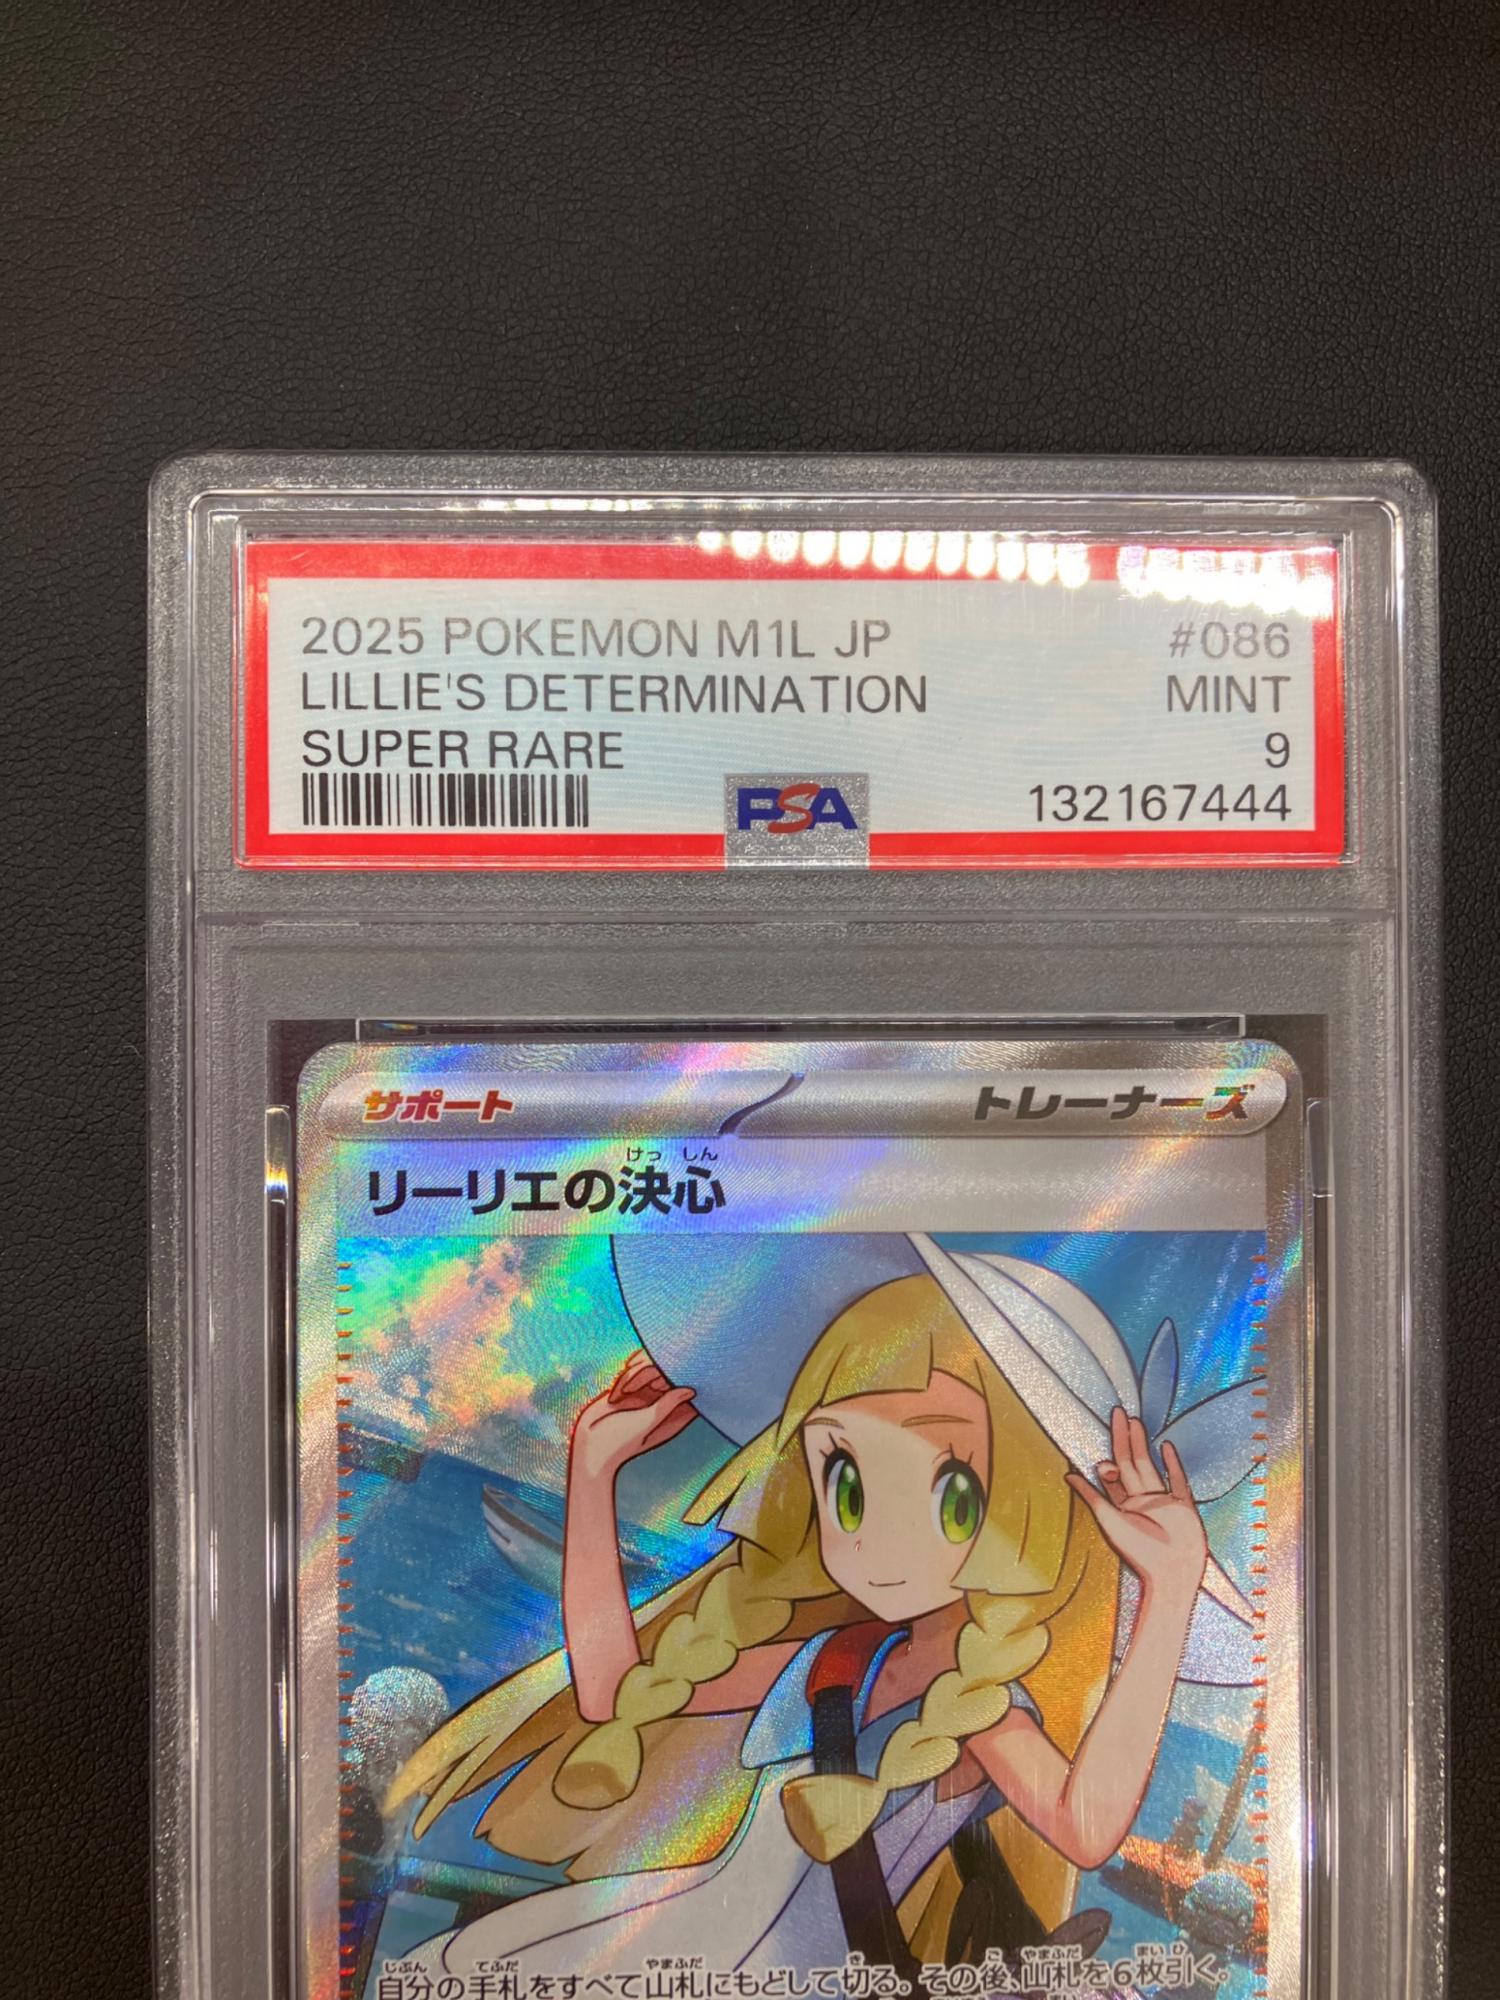 2025 POKEMON M1L JP #086
LILLIE'S DETERMINATION MINT
SUPER RARE 9
PSA 132167444
サポート トレーナーズ
けっ しん
リーリエの決心
じぶん てふだ やまふだ き ご やまふだ まい ひ
自分の手札をすべて山札にもどして切る。その後、山札を6枚引く。